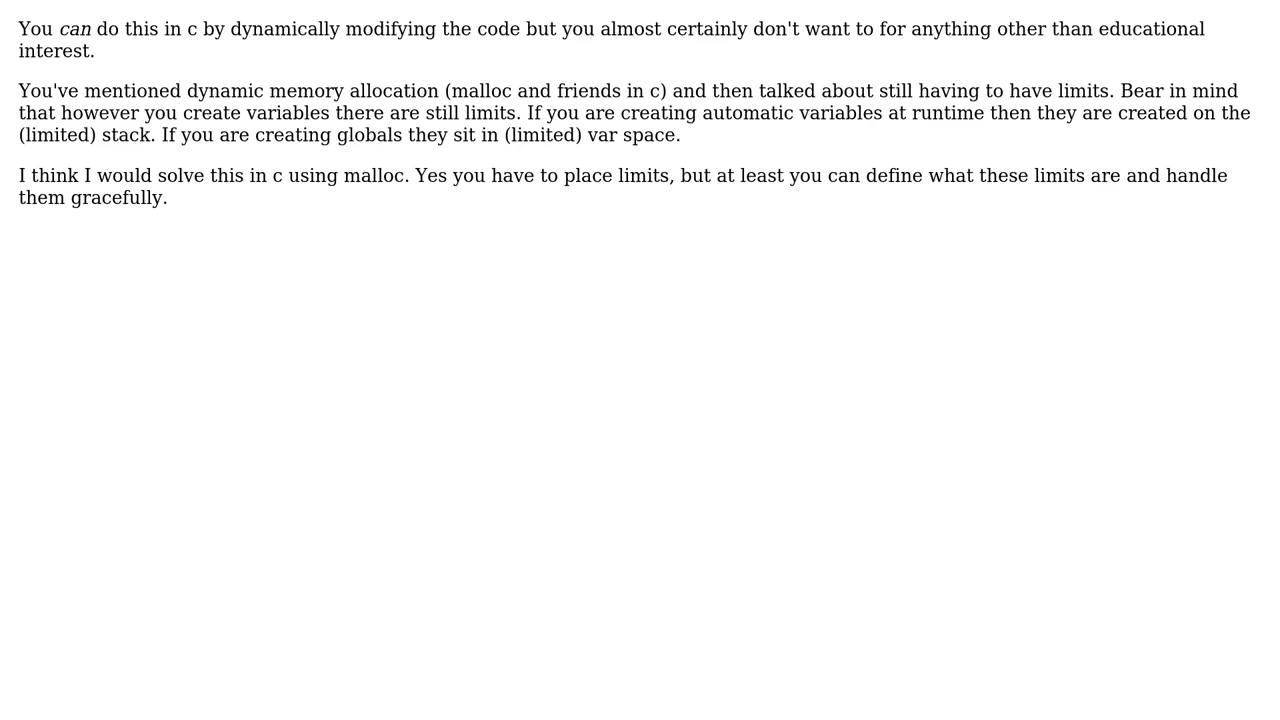 You can do this in c by dynamically modifying the code but you almost certainly don't want to for anything other than educational
interest.
You've mentioned dynamic memory allocation (malloc and friends in c) and then talked about still having to have limits. Bear in mind
that however you create variables there are still limits. If you are creating automatic variables at runtime then they are created on the
(limited) stack. If you are creating globals they sit in (limited) var space.
I think I would solve this in c using malloc. Yes you have to place limits, but at least you can define what these limits are and handle
them gracefully.